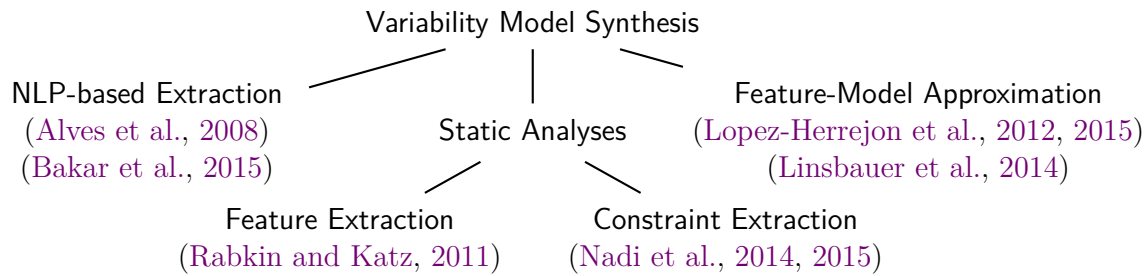 Variability Model Synthesis
NLP-based Extraction
(Alves et al., 2008)
(Bakar et al., 2015)
Static Analyses
Feature-Model Approximation
(Lopez-Herrejon et al., 2012, 2015)
(Linsbauer et al., 2014)
Feature Extraction
(Rabkin and Katz, 2011)
Constraint Extraction
(Nadi et al., 2014, 2015)